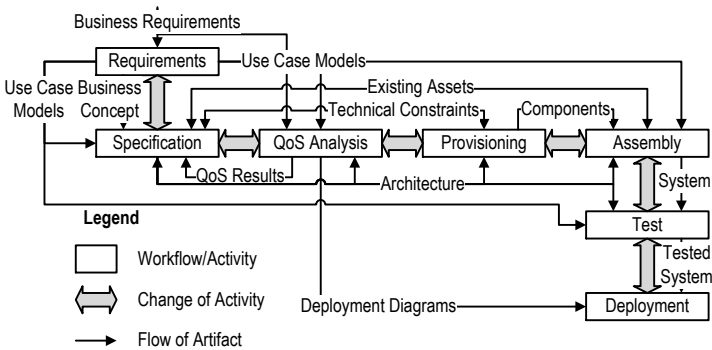 Business Requirements
Requirements
Use Case Models
Use Case
Models
Business
Concept
Existing Assets
Technical Constraints
Components
Specification
QoS Analysis
Provisioning
Assembly
QoS Results
Architecture
System
Legend
Test
Workflow/Activity
Tested
System
Change of Activity
Deployment Diagrams
Deployment
Flow of Artifact